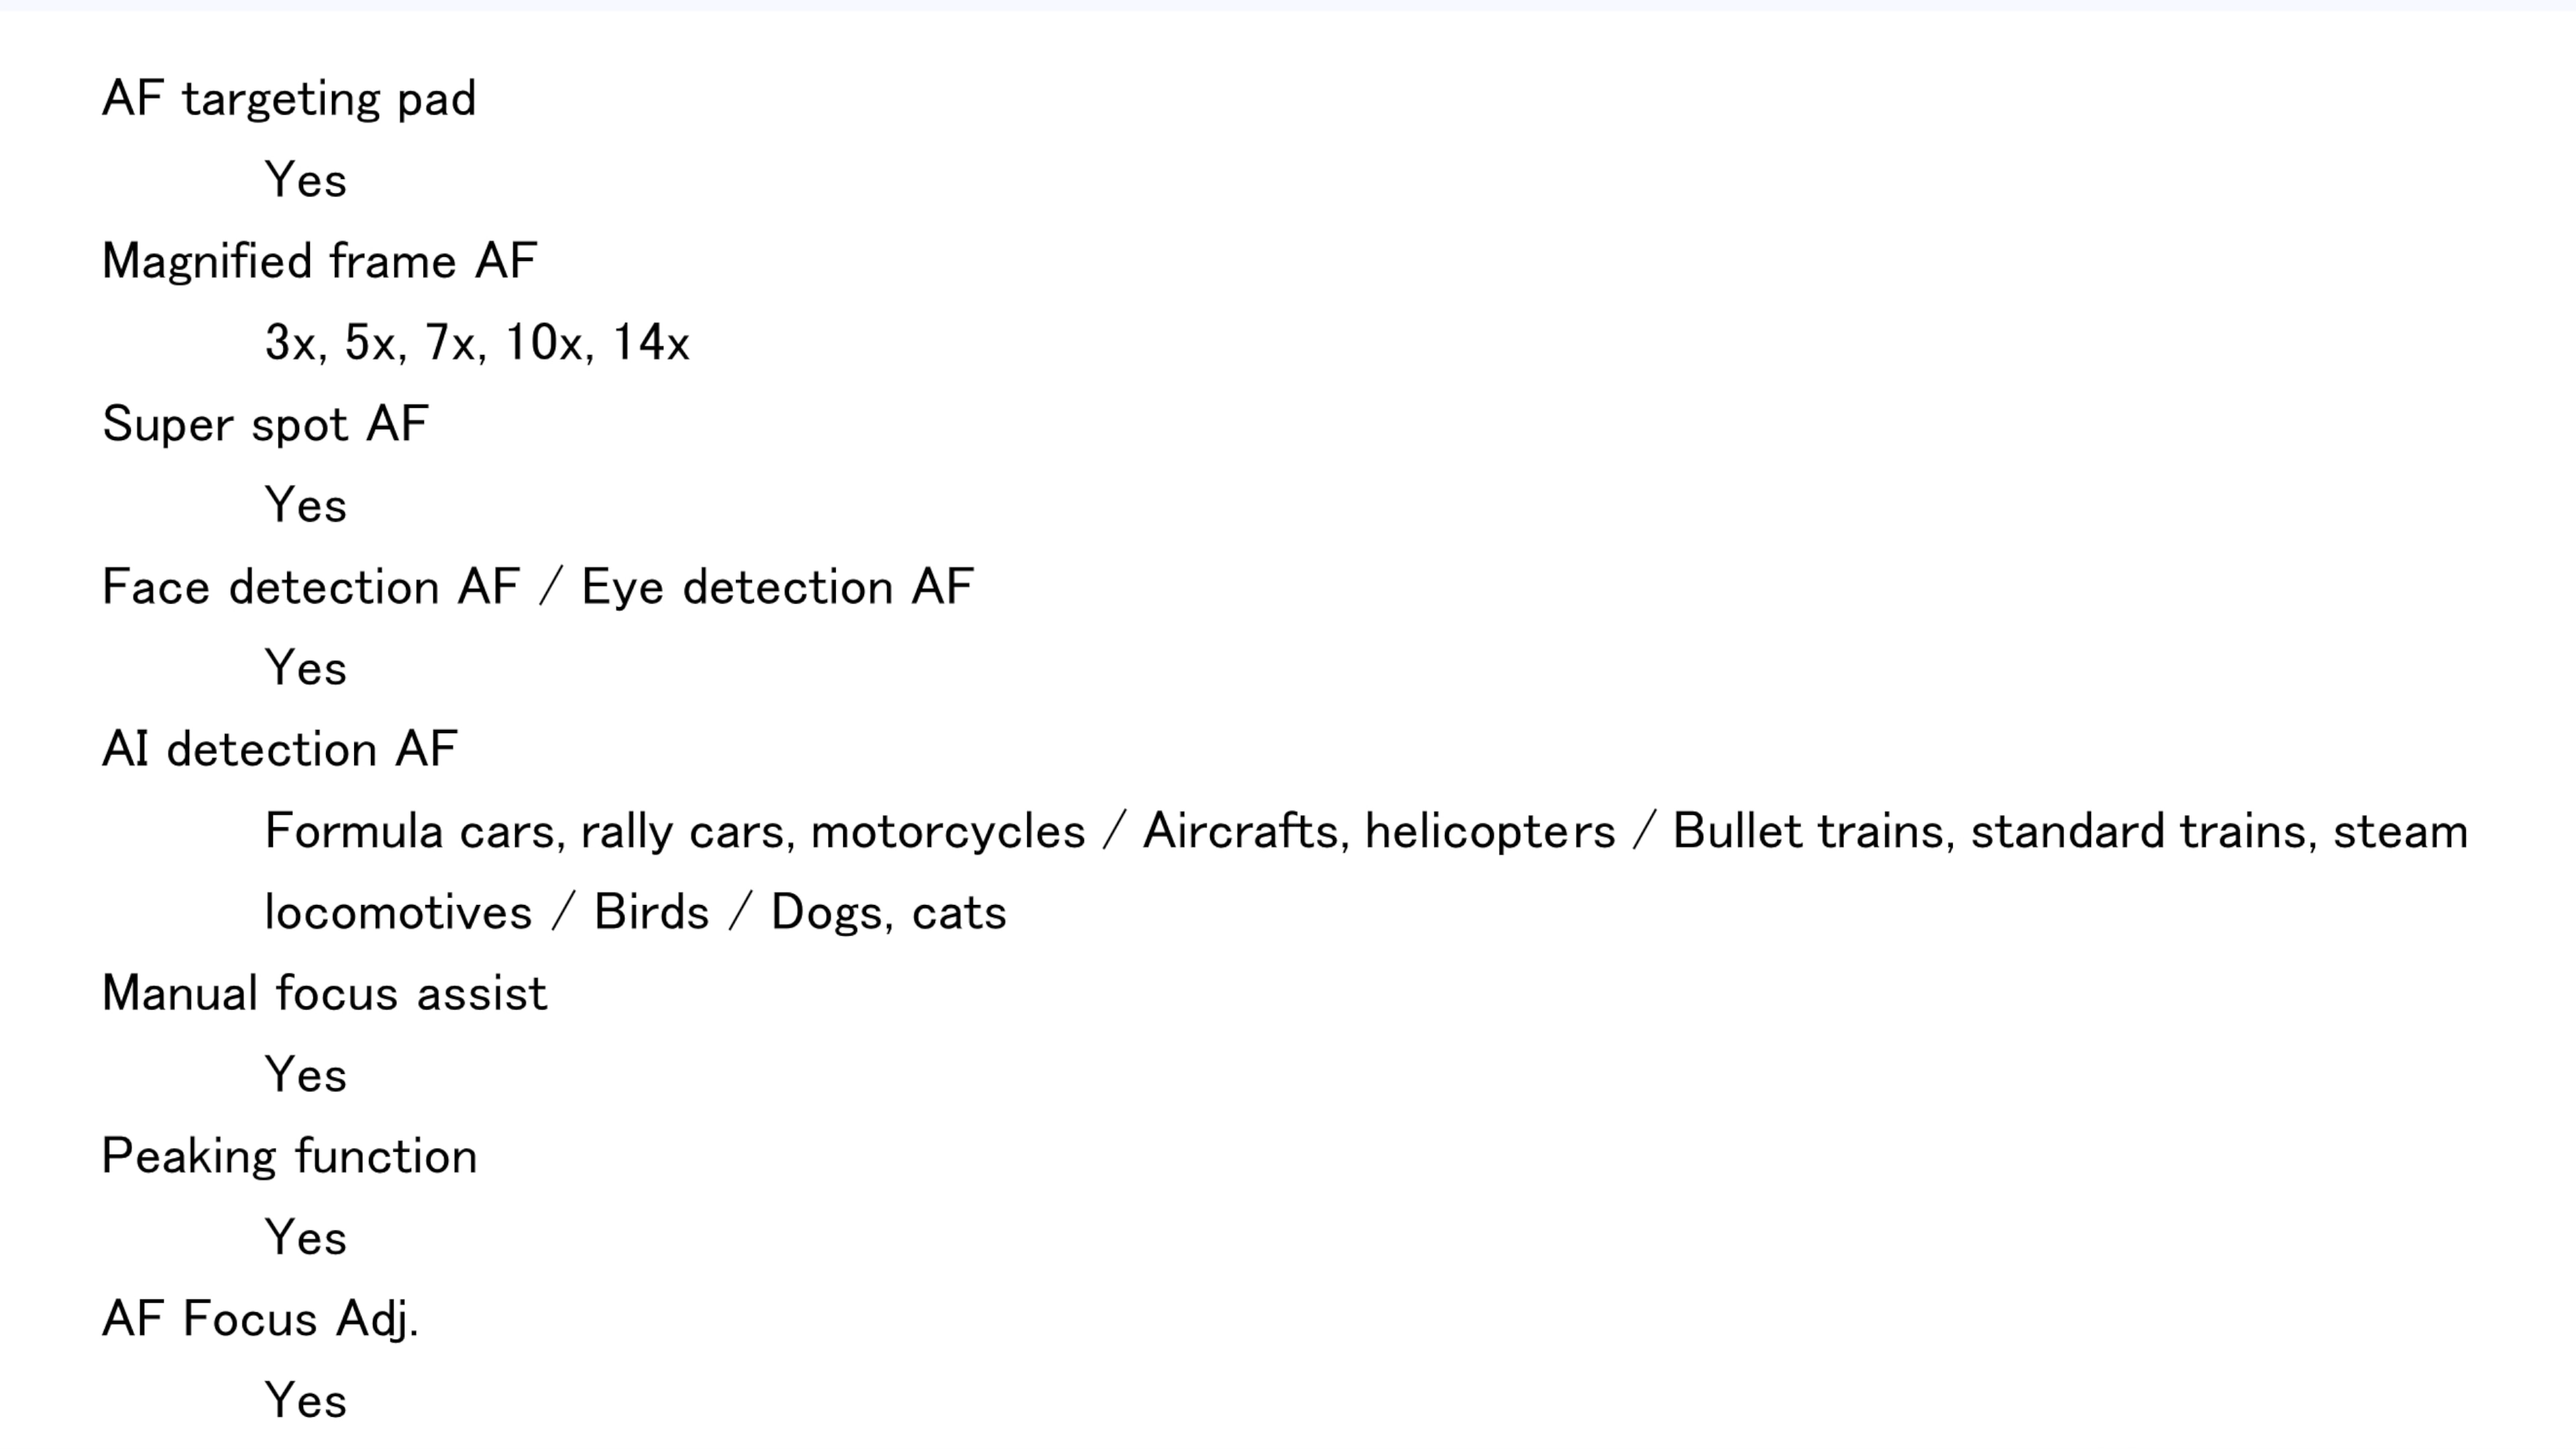 AF targeting pad
Yes
Magnified frame AF
3x, 5x, 7x, 10x, 14x
Super spot AF
Yes
Face detection AF / Eye detection AF
Yes
AI detection AF
Formula cars, rally cars, motorcycles / Aircrafts, helicopters / Bullet trains, standard trains, steam
locomotives / Birds / Dogs, cats
Manual focus assist
Yes
Peaking function
Yes
AF Focus Adj.
Yes